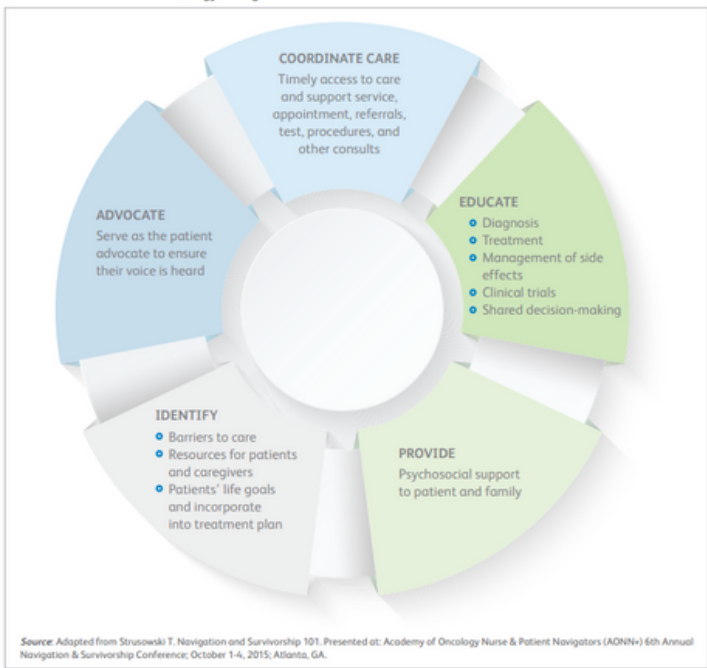 COORDINATE CARE
Timely access to care
and support service,
appointment, referrals,
test, procedures, and
other consults
EDUCATE
Diagnosis
Treatment
Management of side
effects
Clinical trials
Shared decision-making
PROVIDE
Psychosocial support
to patient and family
IDENTIFY
Barriers to care
Resources for patients
and caregivers
Patients' life goals
and incorporate
into treatment plan
ADVOCATE
Serve as the patient
advocate to ensure
their voice is heard
Source: Adapted from Strusowski T. Navigation and Survivorship 101. Presented at: Academy of Oncology Nurse & Patient Navigators (AONN+) 6th Annual
Navigation & Survivorship Conference; October 1-4, 2015; Atlanta, GA.